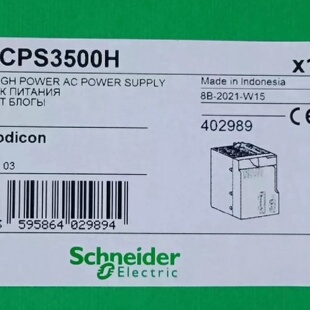 CPS3500H
x1
GH POWER AC POWER SUPPLY
К ПИТАНИЯ
Т БЛОГЫ
Made in Indonesia
8B-2021-W15
CE
odicon
402989
03
595864 029894
Schneider
Electric